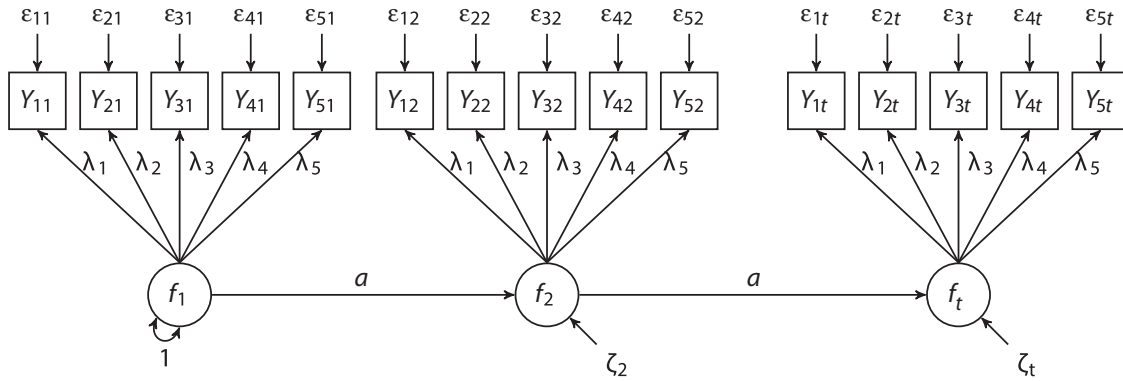 ε11 ε21 ε31 ε41 ε51 ε12 ε22 ε32 ε42 ε52 ε1t ε2t ε3t ε4t ε5t
Y11 Y21 Y31 Y41 Y51 Y12 Y22 Y32 Y42 Y52 Y1t Y2t Y3t Y4t Y5t
λ1 λ2 λ3 λ4 λ5 λ1 λ2 λ3 λ4 λ5 λ1 λ2 λ3 λ4 λ5
f1 a f2 a ft
1 ζ2 ζt